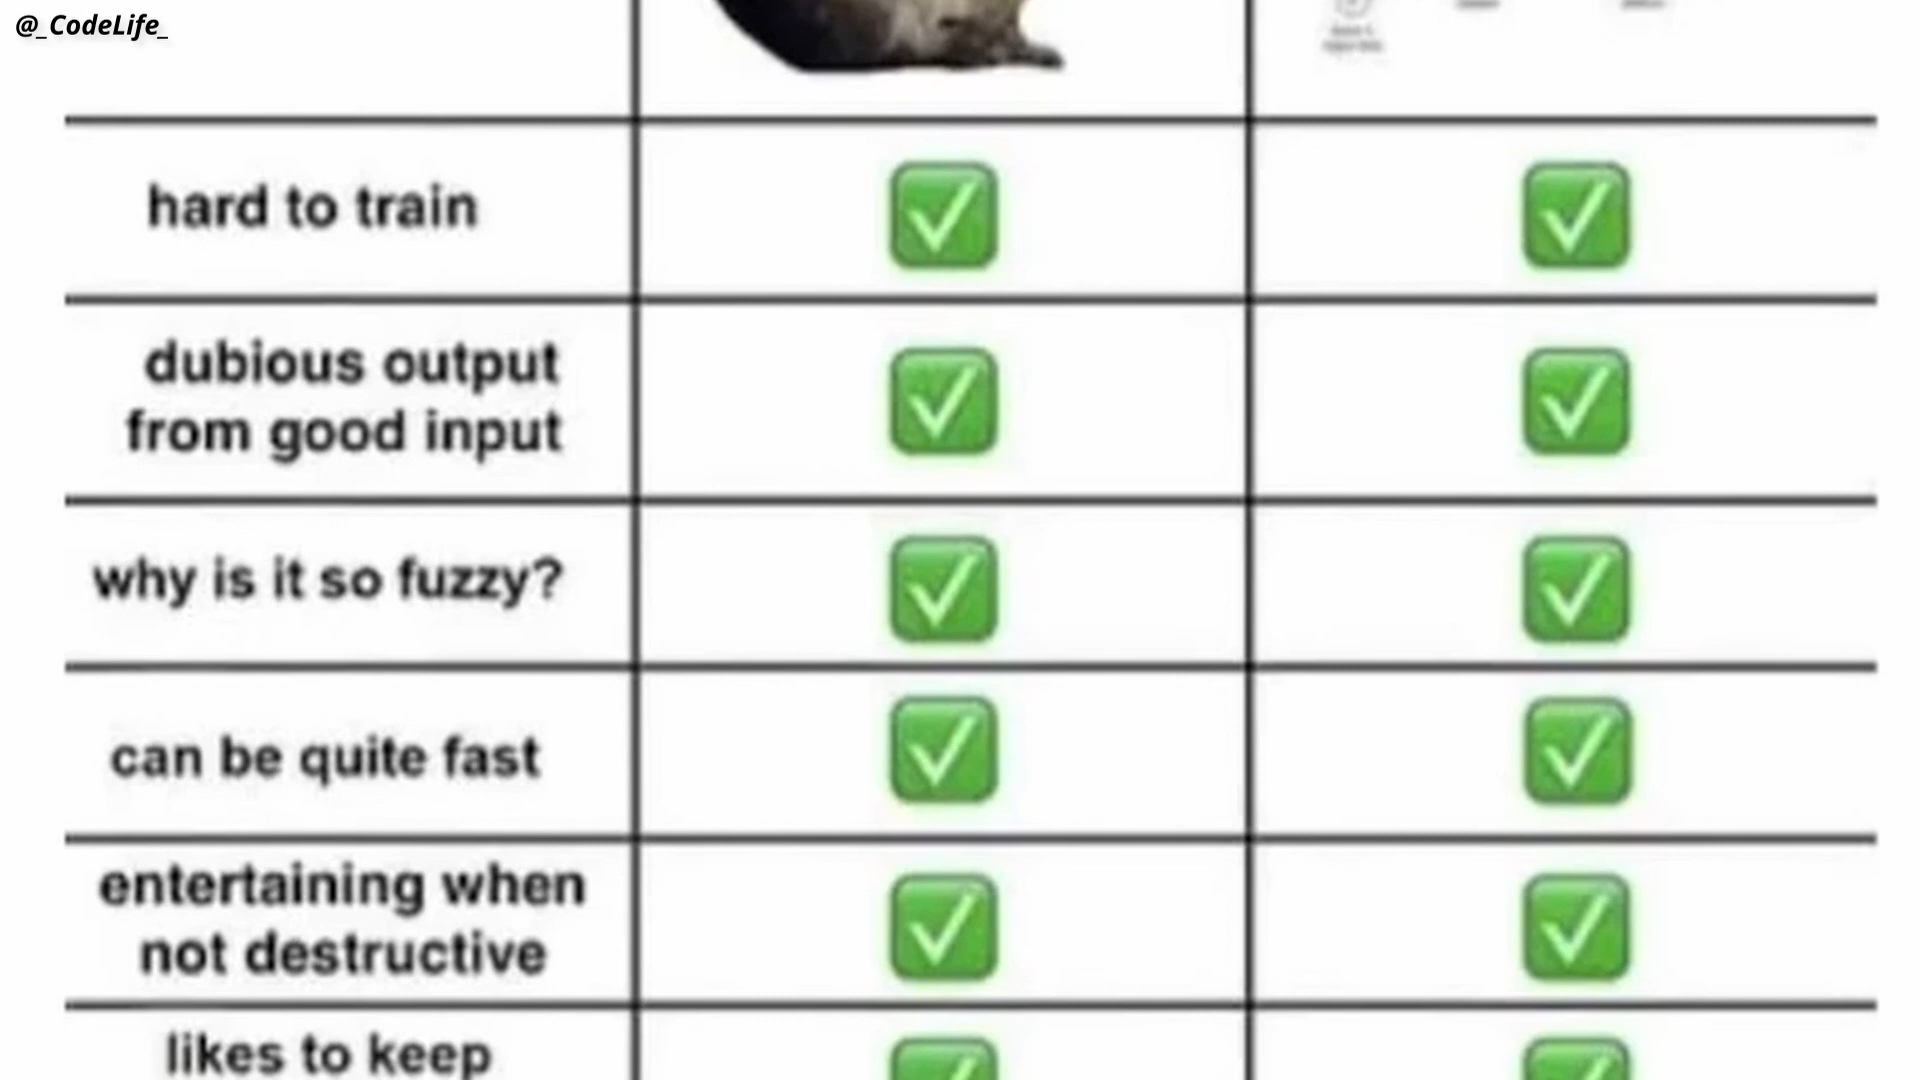 @_CodeLife_
hard to train
dubious output
from good input
why is it so fuzzy?
can be quite fast
entertaining when
not destructive
likes to keep